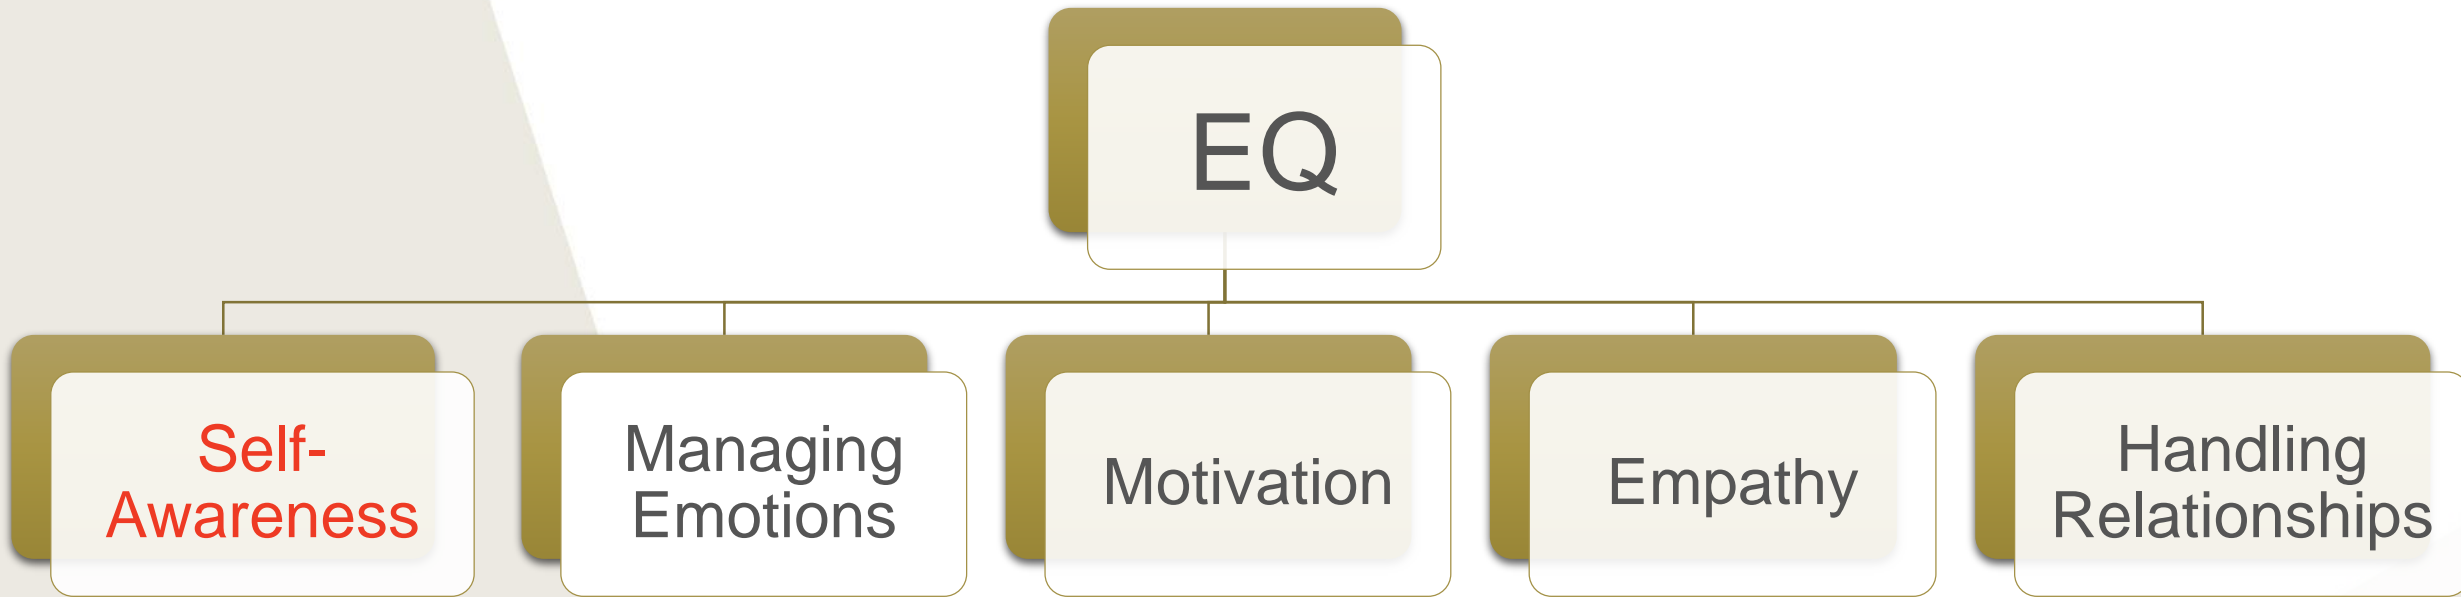 EQ
Self-
Awareness
Managing
Emotions
Motivation
Empathy
Handling
Relationships